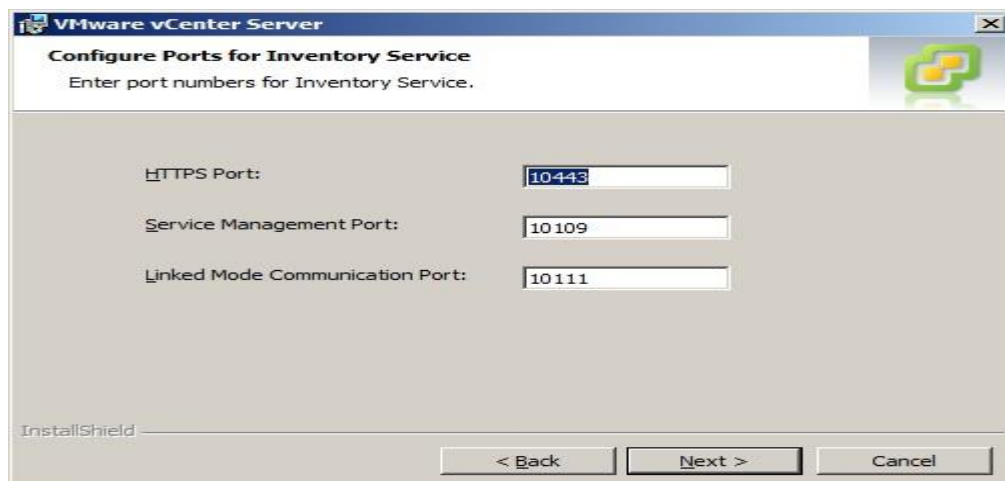 VMware vCenter Server
Configure Ports for Inventory Service
Enter port numbers for Inventory Service.
HTTPS Port: 10443
Service Management Port: 10109
Linked Mode Communication Port: 10111
InstallShield
< Back Next > Cancel